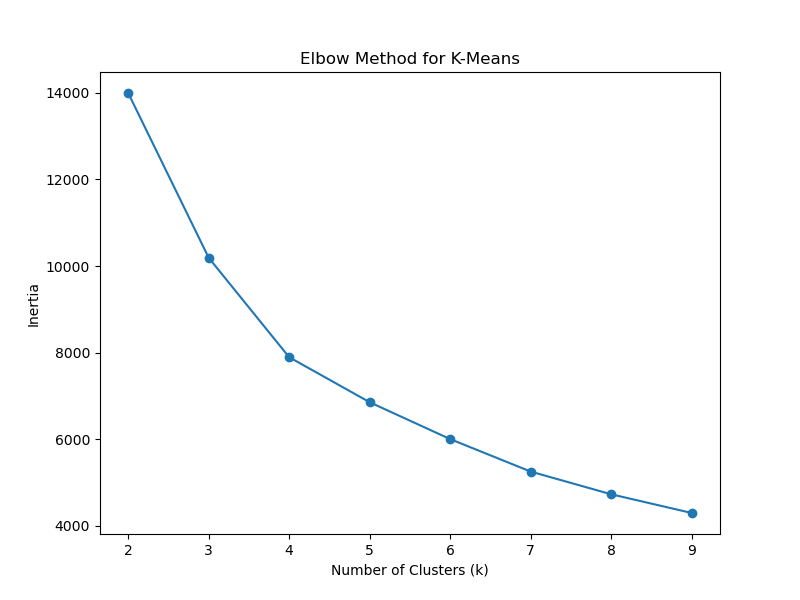 Elbow Method for K-Means
14000
12000
10000
8000
6000
4000
Inertia
2 3 4 5 6 7 8 9
Number of Clusters (k)